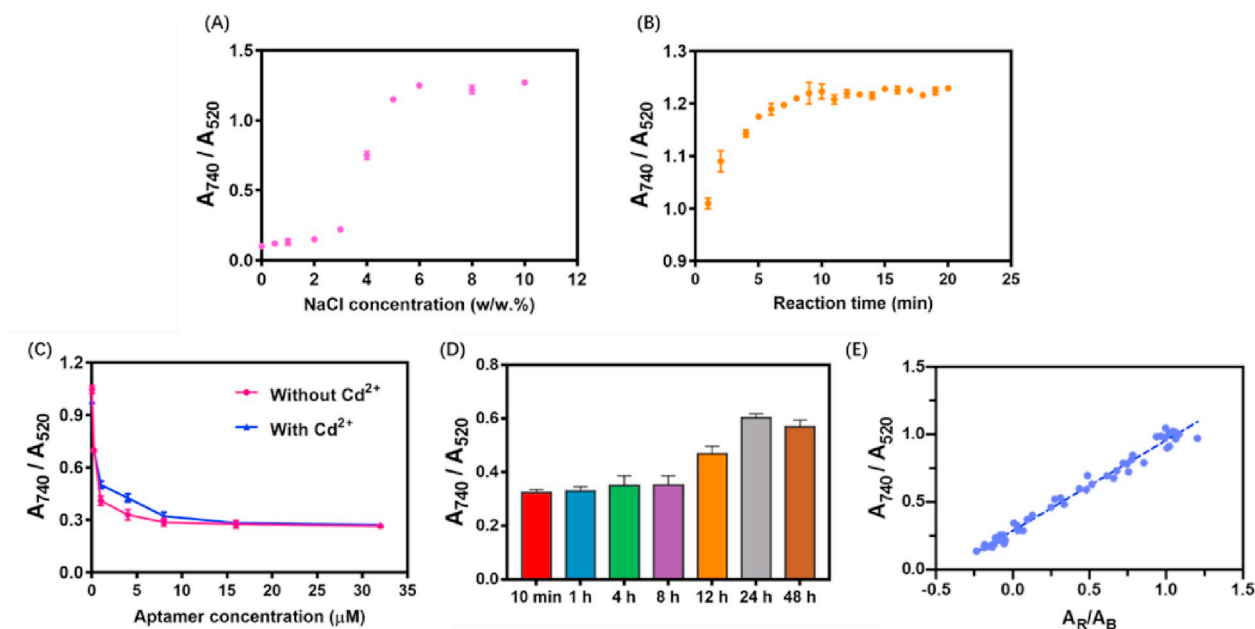 (A)
1.5
1.0
0.5
0.0
A740 / A520
0 2 4 6 8 10 12
NaCl concentration (w/w.%)
(B)
1.3
1.2
1.1
1.0
0.9
A740 / A520
0 5 10 15 20 25
Reaction time (min)
(C)
1.2
0.9
0.6
0.3
0.0
A740 / A520
Without Cd2+
With Cd2+
0 5 10 15 20 25 30 35
Aptamer concentration (μM)
(D)
0.8
0.6
0.4
0.2
0.0
A740 / A520
10 min 1 h 4 h 8 h 12 h 24 h 48 h
(E)
1.5
1.0
0.5
0.0
A740 / A520
-0.5 0.0 0.5 1.0 1.5
AR/AB